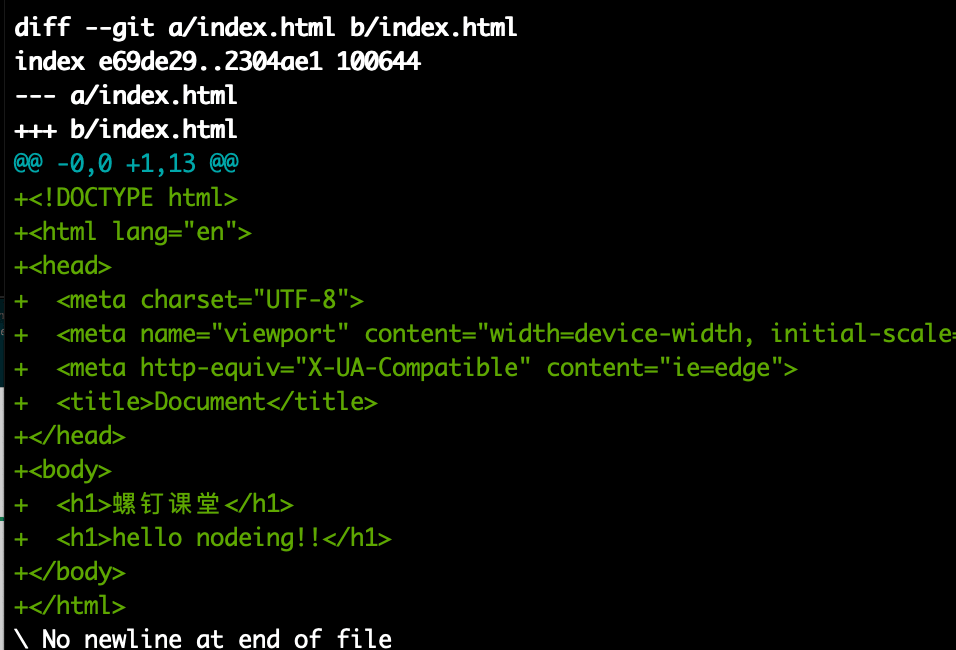 diff --git a/index.html b/index.html
index e69de29..2304ae1 100644
--- a/index.html
+++ b/index.html
@@ -0,0 +1,13 @@
+<!DOCTYPE html>
+<html lang="en">
+<head>
+  <meta charset="UTF-8">
+  <meta name="viewport" content="width=device-width, initial-scale=
+  <meta http-equiv="X-UA-Compatible" content="ie=edge">
+  <title>Document</title>
+</head>
+<body>
+  <h1>螺钉课堂</h1>
+  <h1>hello nodeing!!</h1>
+</body>
+</html>
\ No newline at end of file